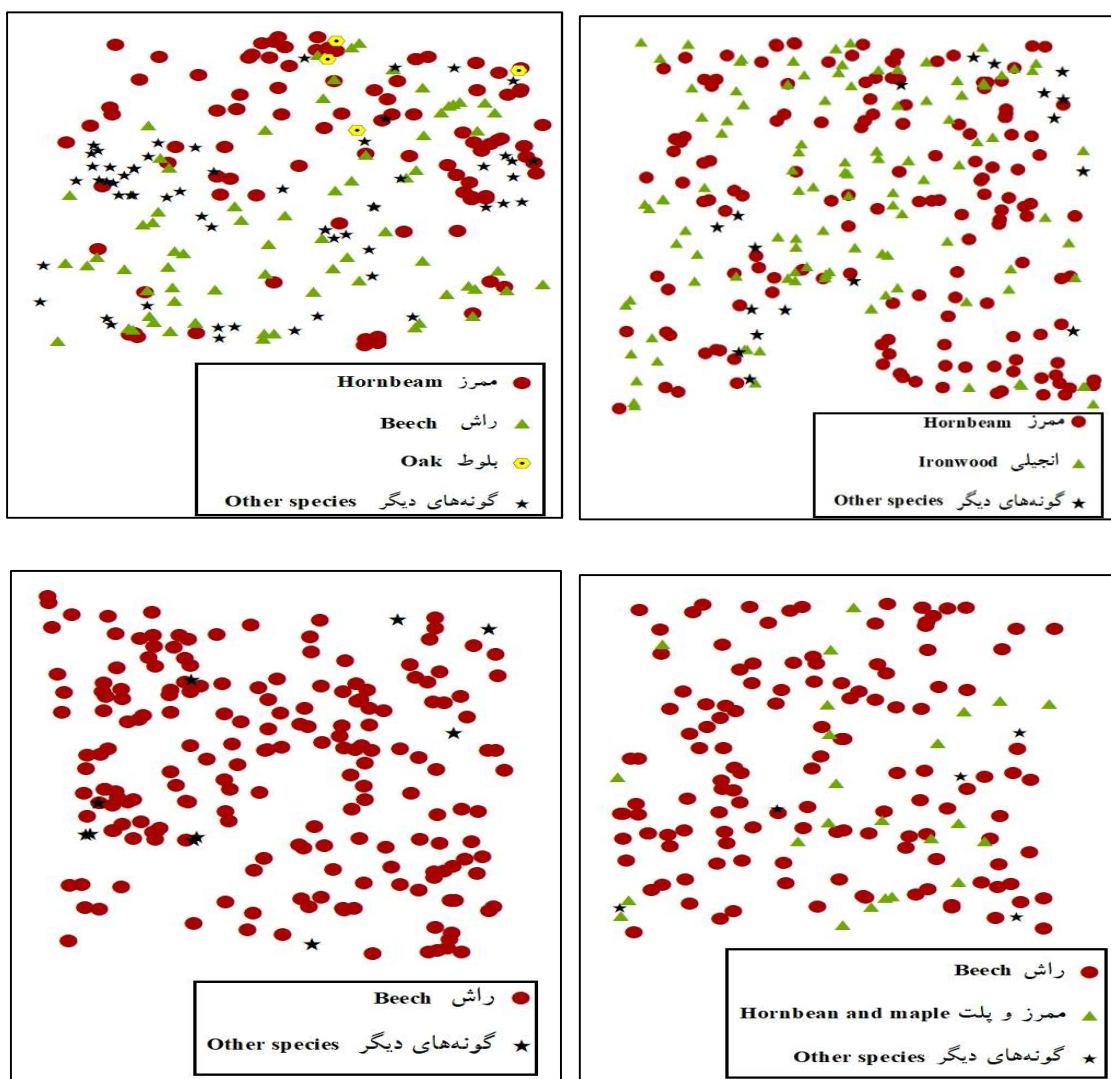 ممرز Hornbeam
راش Beech
بلوط Oak
گونه‌های دیگر Other species
ممرز Hornbeam
انجیلی Ironwood
گونه‌های دیگر Other species
راش Beech
گونه‌های دیگر Other species
راش Beech
ممرز و پلت Hornbean and maple
گونه‌های دیگر Other species